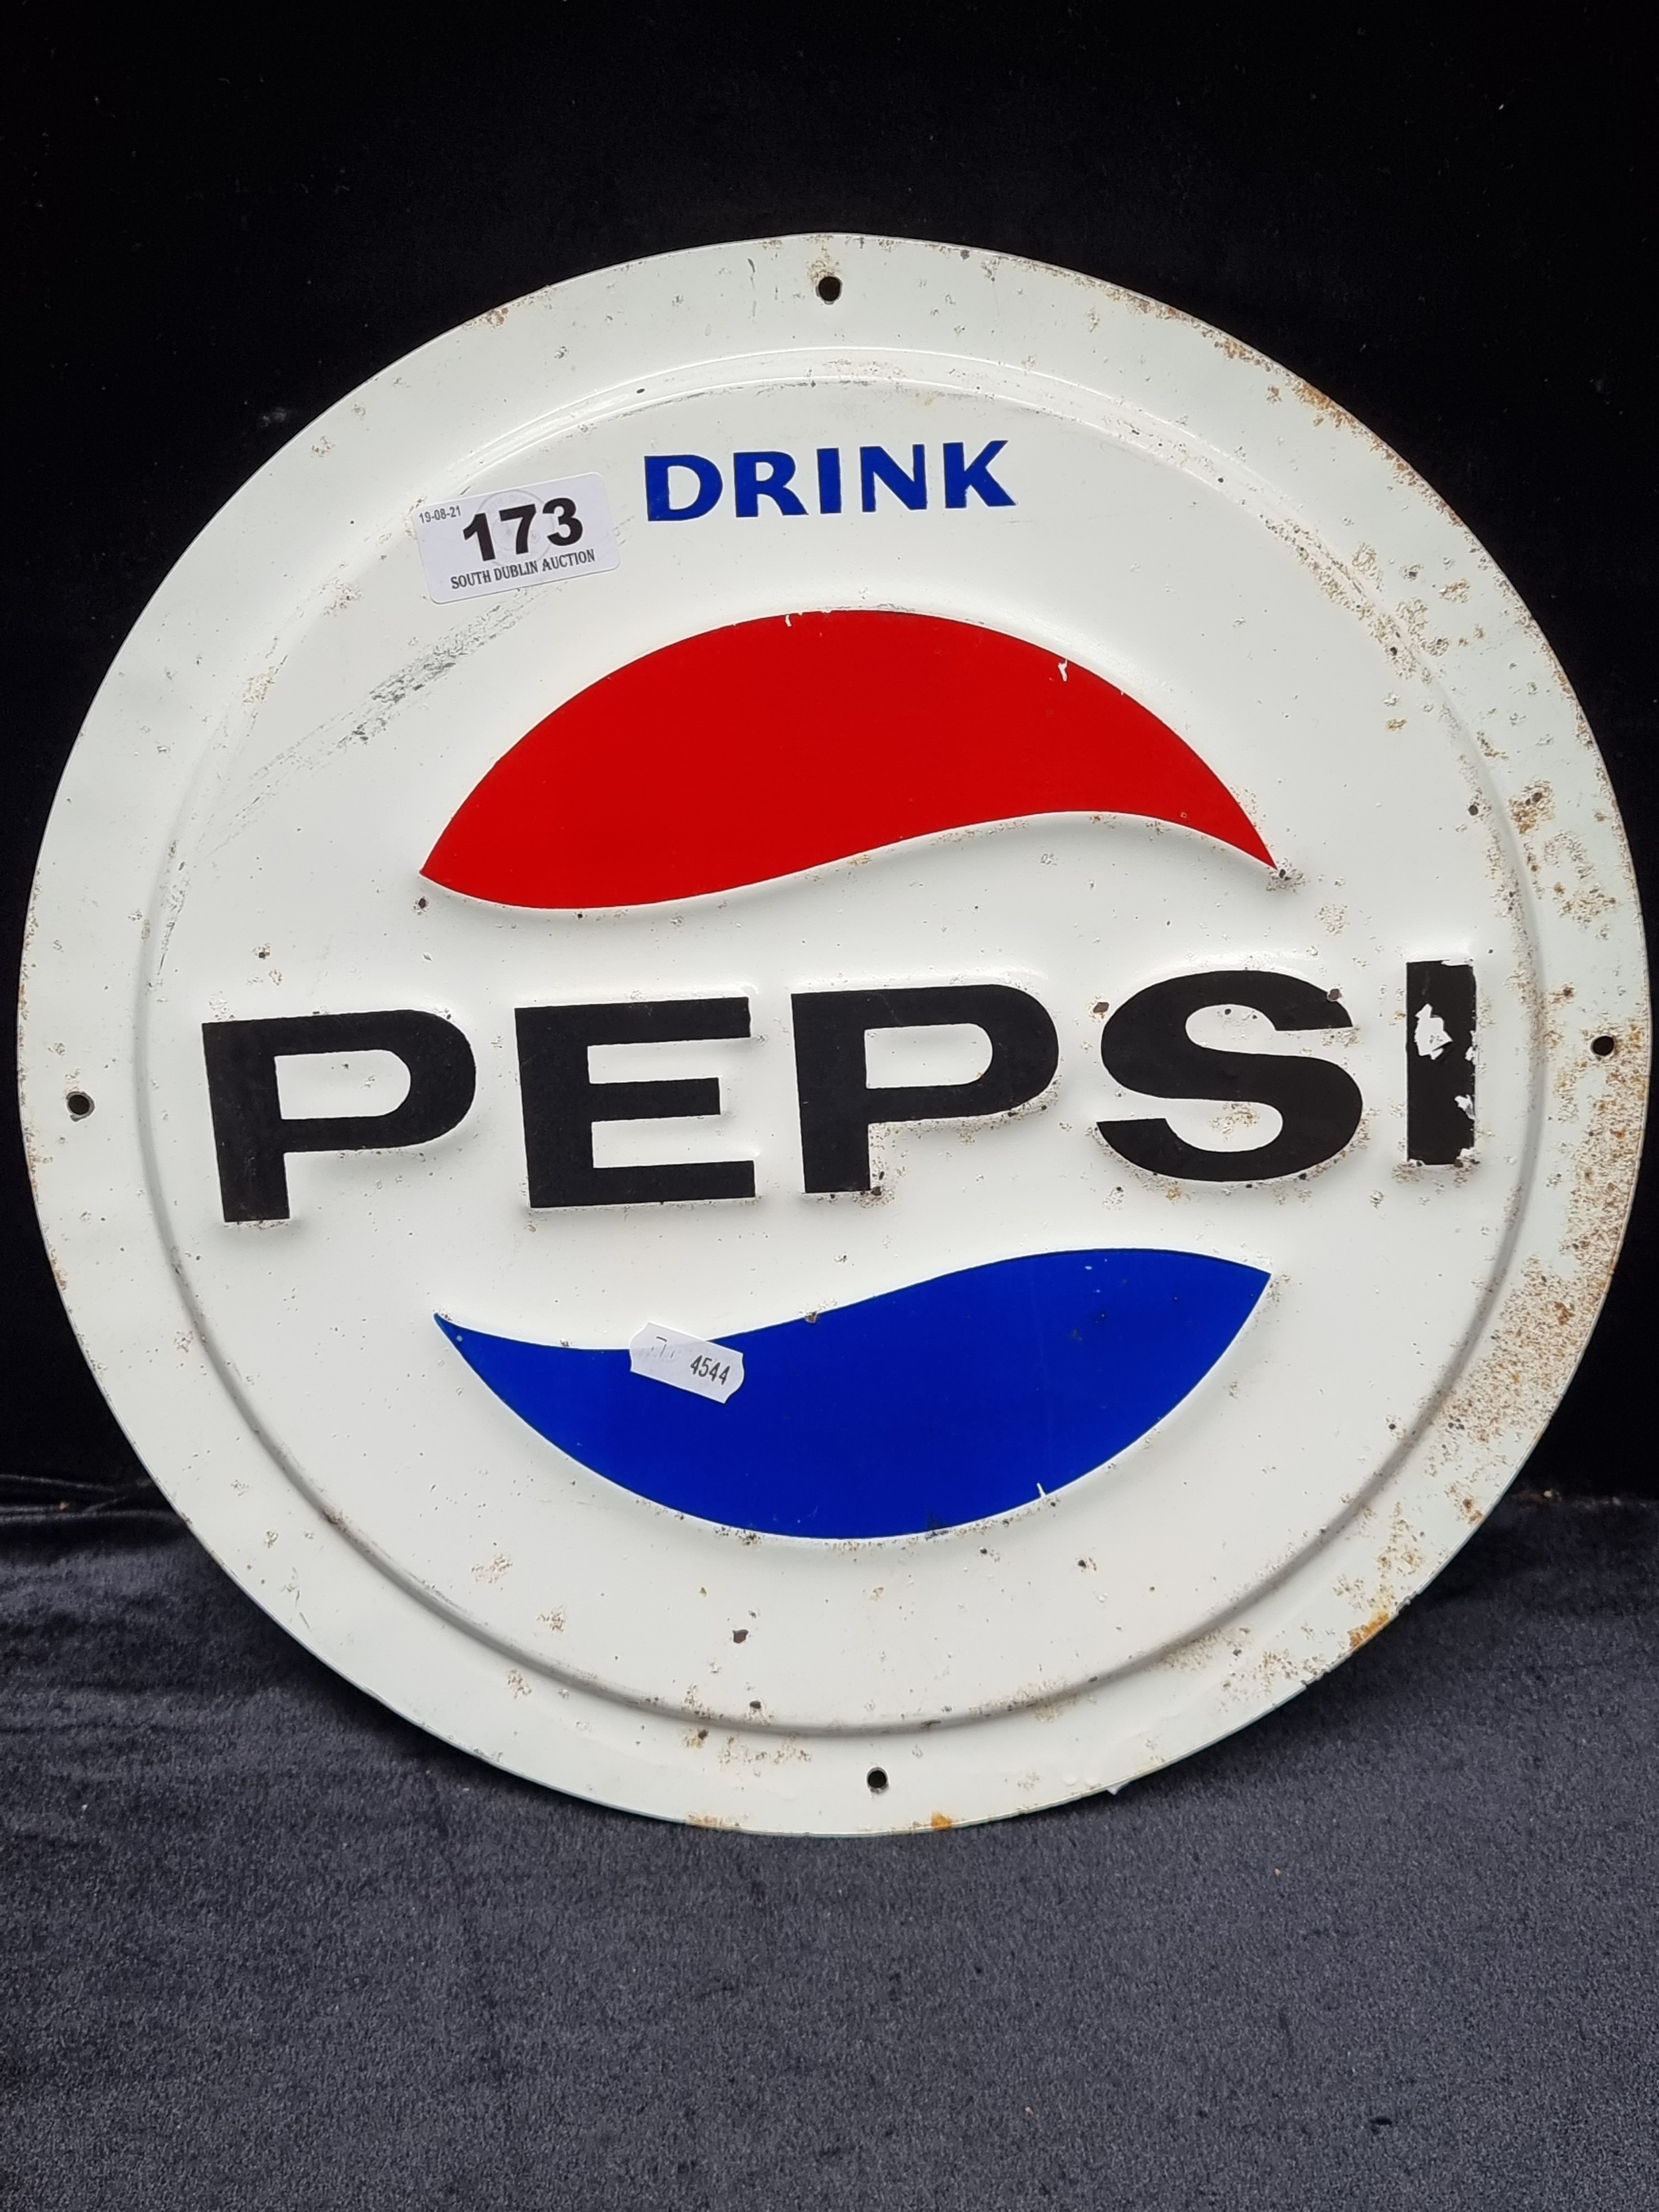 DRINK
19-08-21
173
SOUTH DUBLIN AUCTION
PEPSI
4544